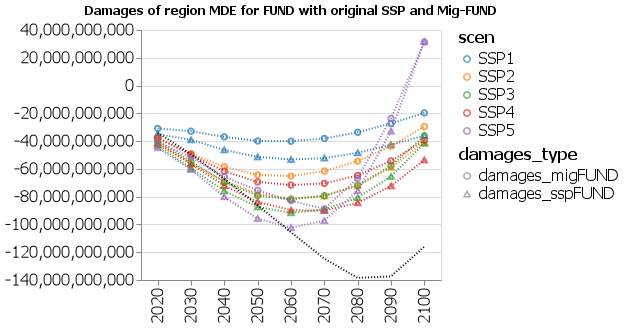 Damages of region MDE for FUND with original SSP and Mig-FUND
40,000,000,000
20,000,000,000
0
-20,000,000,000
-40,000,000,000
-60,000,000,000
-80,000,000,000
-100,000,000,000
-120,000,000,000
-140,000,000,000
2020
2030
2040
2050
2060
2070
2080
2090
2100
scen
SSP1
SSP2
SSP3
SSP4
SSP5
damages_type
damages_migFUND
damages_sspFUND